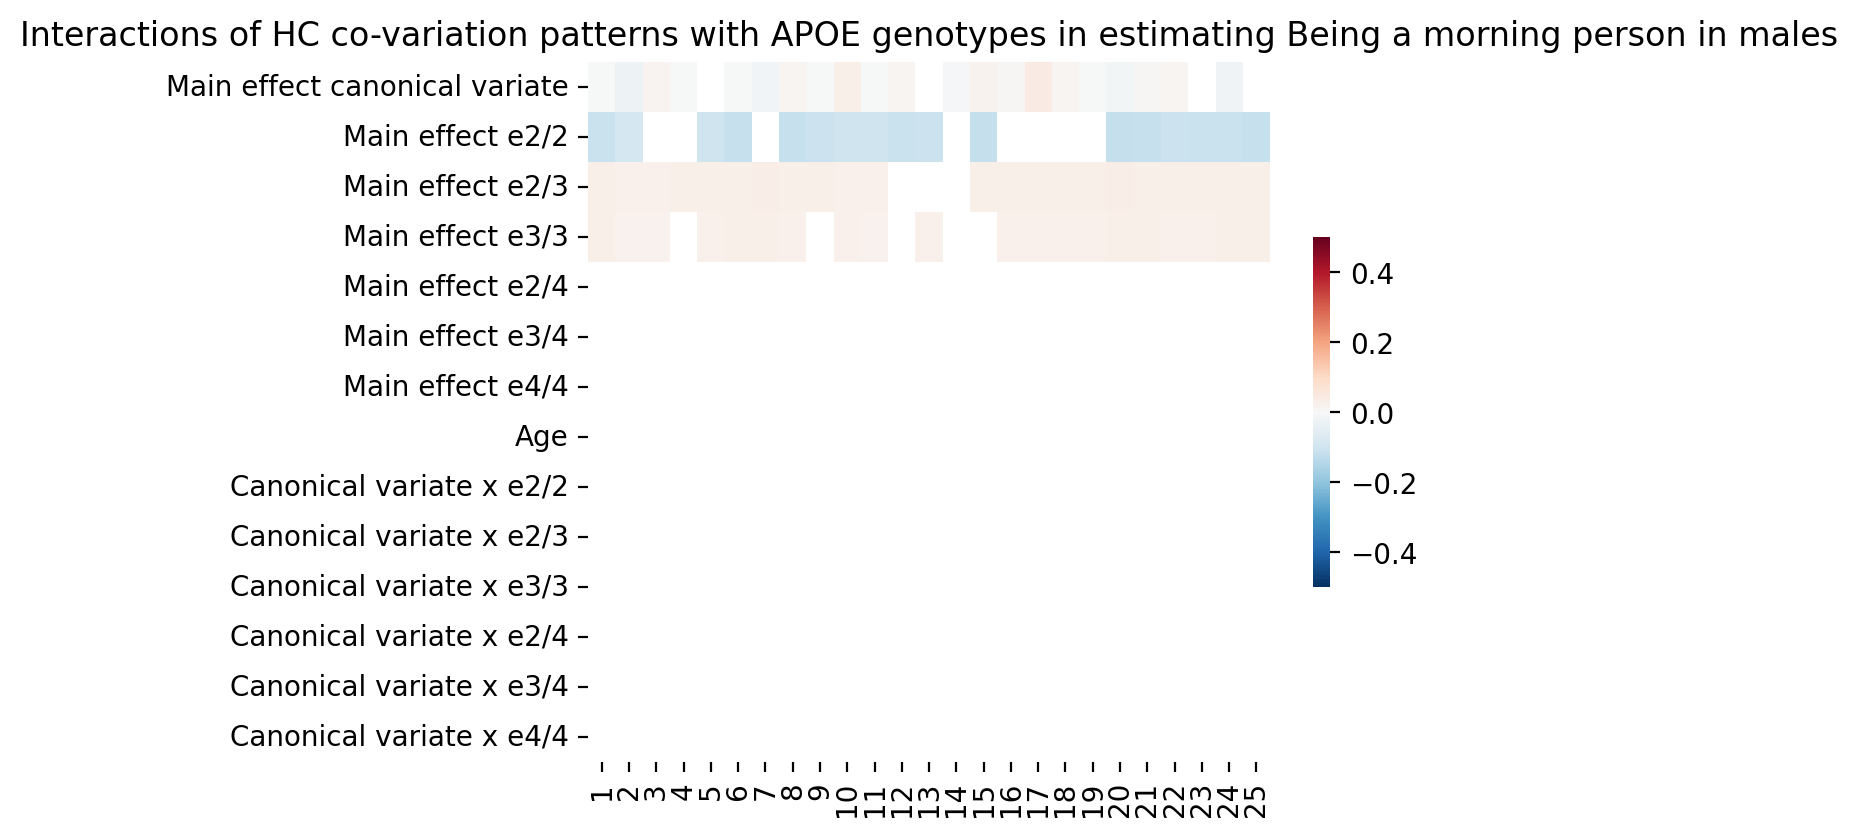 Interactions of HC co-variation patterns with APOE genotypes in estimating Being a morning person in males
Main effect canonical variate
Main effect e2/2
Main effect e2/3
Main effect e3/3
Main effect e2/4
Main effect e3/4
Main effect e4/4
Age
Canonical variate x e2/2
Canonical variate x e2/3
Canonical variate x e3/3
Canonical variate x e2/4
Canonical variate x e3/4
Canonical variate x e4/4
1 2 3 4 5 6 7 8 9 10 11 12 13 14 15 16 17 18 19 20 21 22 23 24 25
0.4
0.2
0.0
−0.2
−0.4